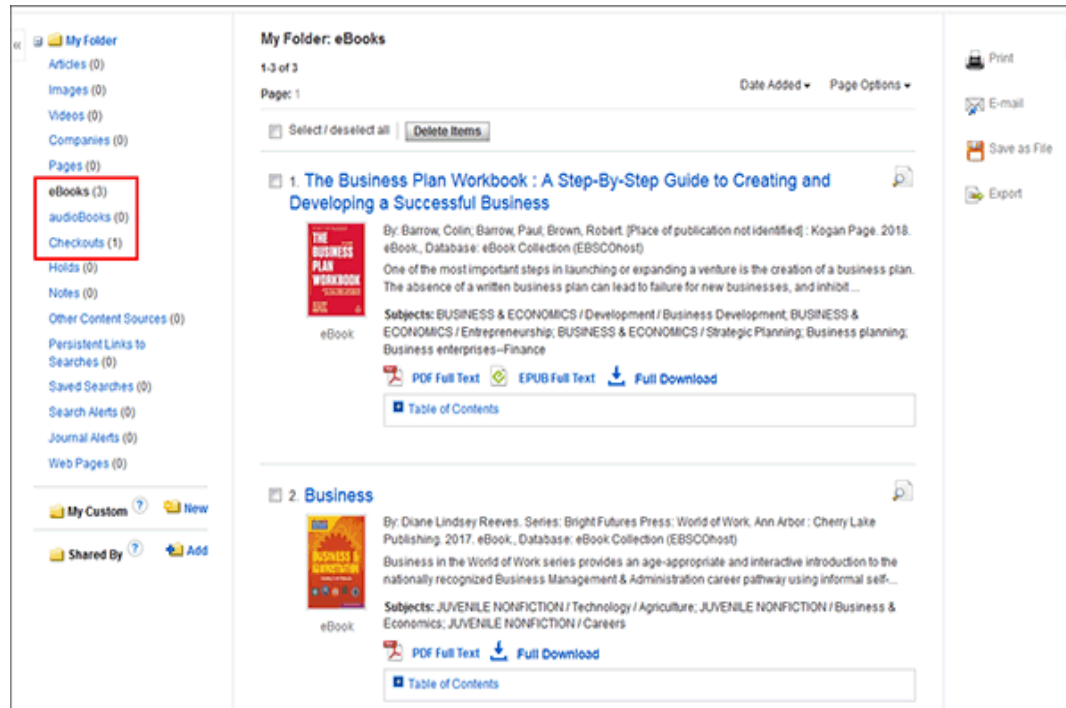 «
My Folder
Articles (0)
Images (0)
Videos (0)
Companies (0)
Pages (0)
eBooks (3)
audioBooks (0)
Checkouts (1)
Holds (0)
Notes (0)
Other Content Sources (0)
Persistent Links to
Searches (0)
Saved Searches (0)
Search Alerts (0)
Journal Alerts (0)
Web Pages (0)
My Custom ? New
Shared By ? Add
My Folder: eBooks
1-3 of 3
Page: 1
Date Added Page Options
Select / deselect all Delete Items
1. The Business Plan Workbook : A Step-By-Step Guide to Creating and
Developing a Successful Business
THE
BUSINESS
PLAN
WORKBOOK
eBook
By: Barrow, Colin; Barrow, Paul; Brown, Robert. [Place of publication not identified] : Kogan Page. 2018.
eBook., Database: eBook Collection (EBSCOhost)
One of the most important steps in launching or expanding a venture is the creation of a business plan.
The absence of a written business plan can lead to failure for new businesses, and inhibit ...
Subjects: BUSINESS & ECONOMICS / Development / Business Development; BUSINESS &
ECONOMICS / Entrepreneurship; BUSINESS & ECONOMICS / Strategic Planning; Business planning;
Business enterprises--Finance
PDF Full Text EPUB Full Text Full Download
Table of Contents
2. Business
BUSINESS &
ADMINISTRATION
eBook
By: Diane Lindsey Reeves. Series: Bright Futures Press: World of Work. Ann Arbor : Cherry Lake
Publishing. 2017. eBook., Database: eBook Collection (EBSCOhost)
Business in the World of Work series provides an age-appropriate and interactive introduction to the
nationally recognized Business Management & Administration career pathway using informal self-...
Subjects: JUVENILE NONFICTION / Technology / Agriculture; JUVENILE NONFICTION / Business &
Economics; JUVENILE NONFICTION / Careers
PDF Full Text Full Download
Table of Contents
Print
E-mail
Save as File
Export